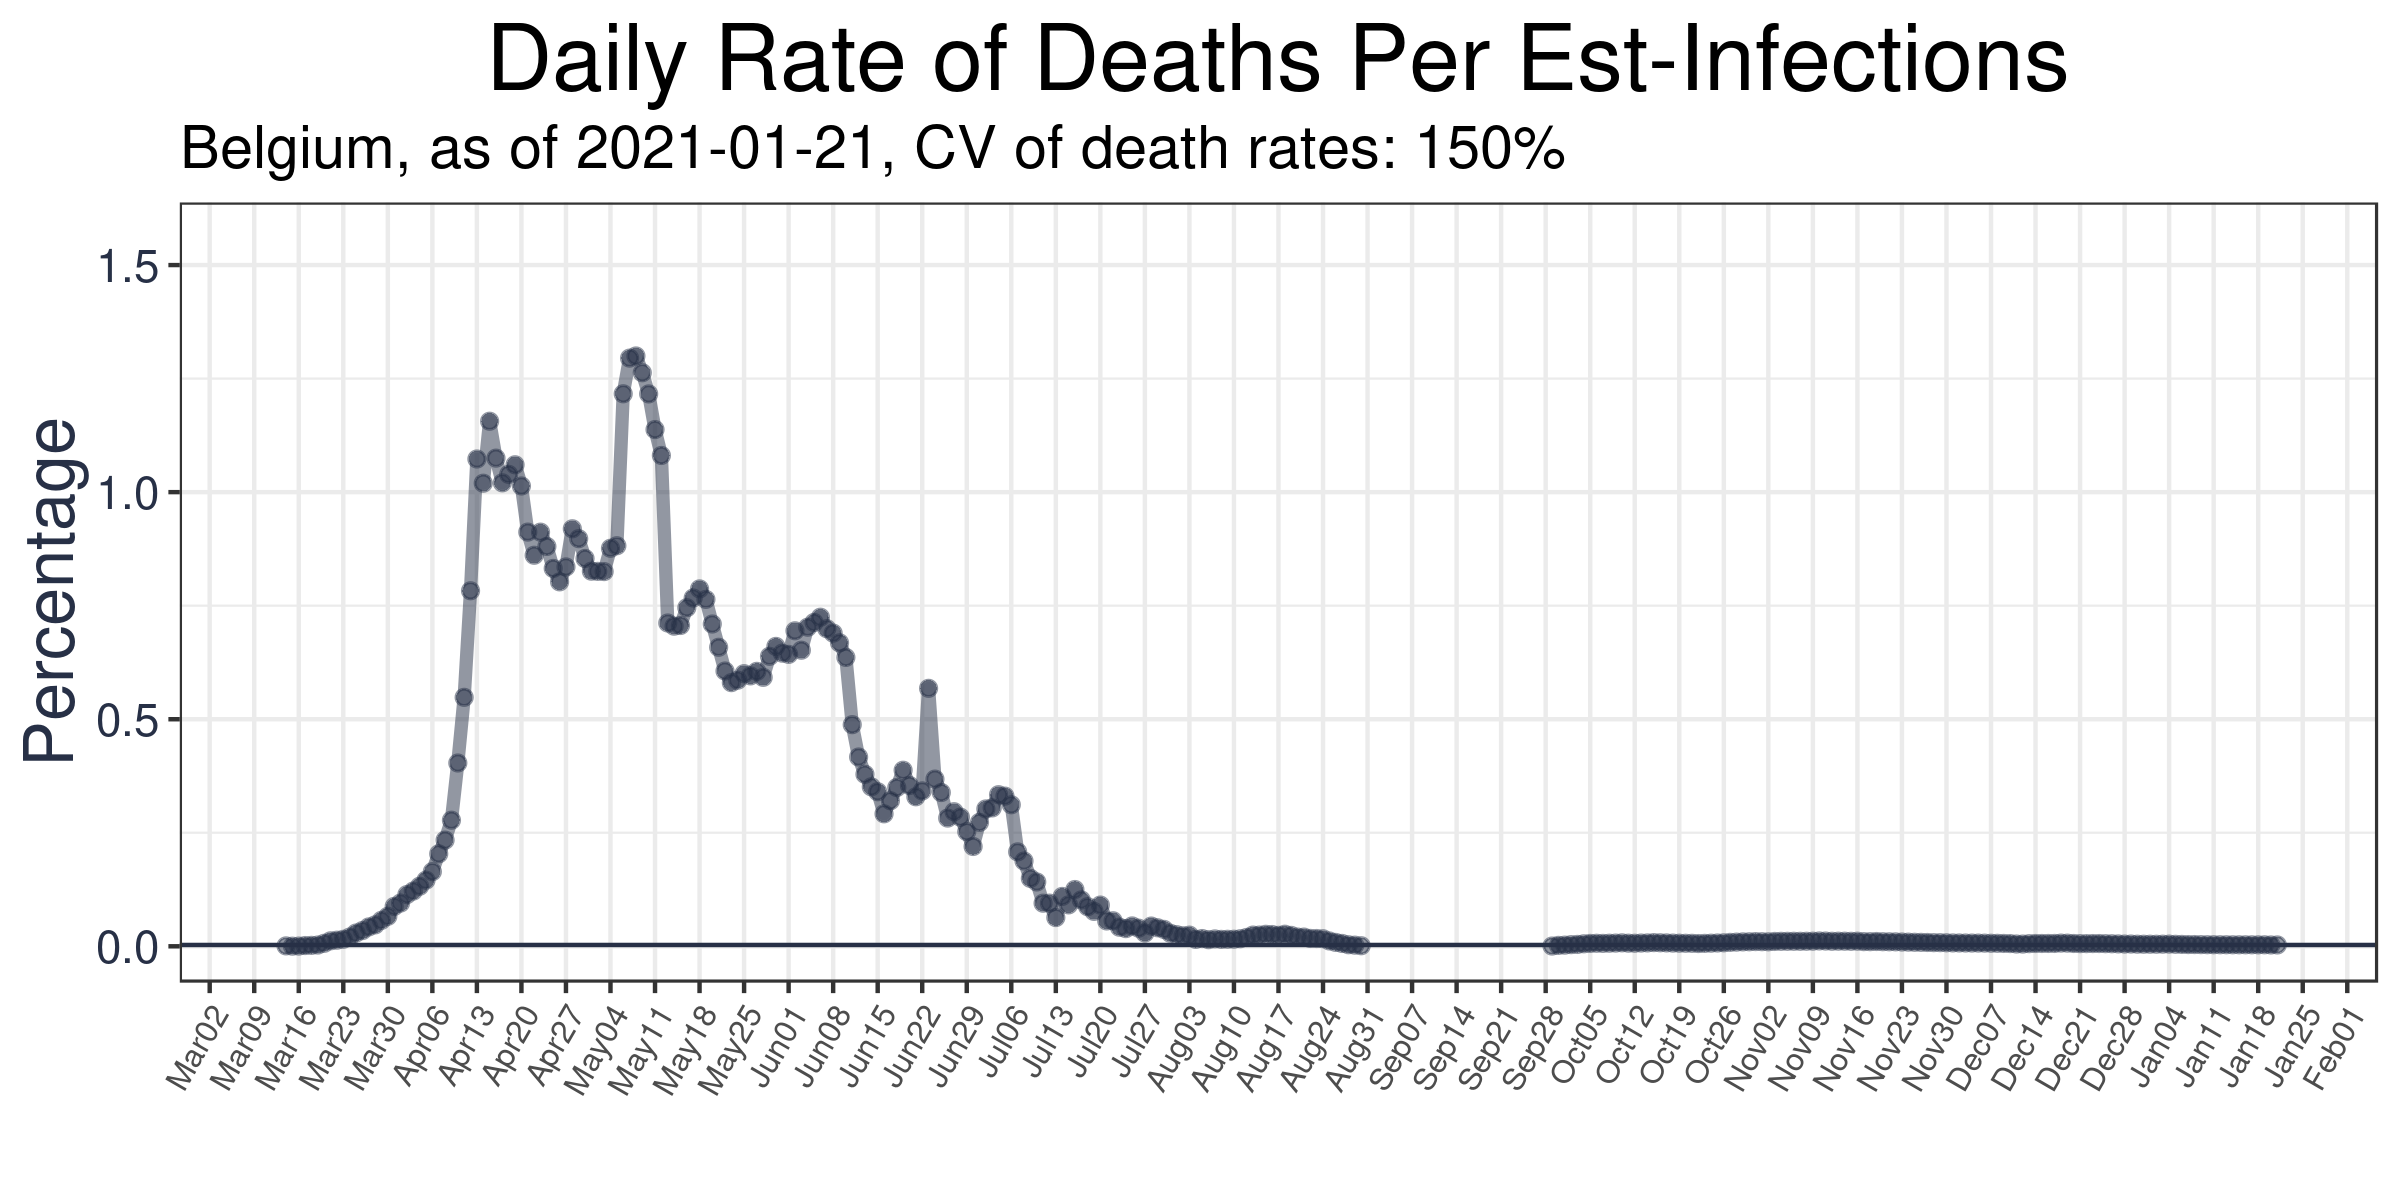 Daily Rate of Deaths Per Est-Infections
Belgium, as of 2021-01-21, CV of death rates: 150%
Percentage
1.5
1.0
0.5
0.0
Mar02 Mar09 Mar16 Mar23 Mar30 Apr06 Apr13 Apr20 Apr27 May04 May11 May18 May25 Jun01 Jun08 Jun15 Jun22 Jun29 Jul06 Jul13 Jul20 Jul27 Aug03 Aug10 Aug17 Aug24 Aug31 Sep07 Sep14 Sep21 Sep28 Oct05 Oct12 Oct19 Oct26 Nov02 Nov09 Nov16 Nov23 Nov30 Dec07 Dec14 Dec21 Dec28 Jan04 Jan11 Jan18 Jan25 Feb01